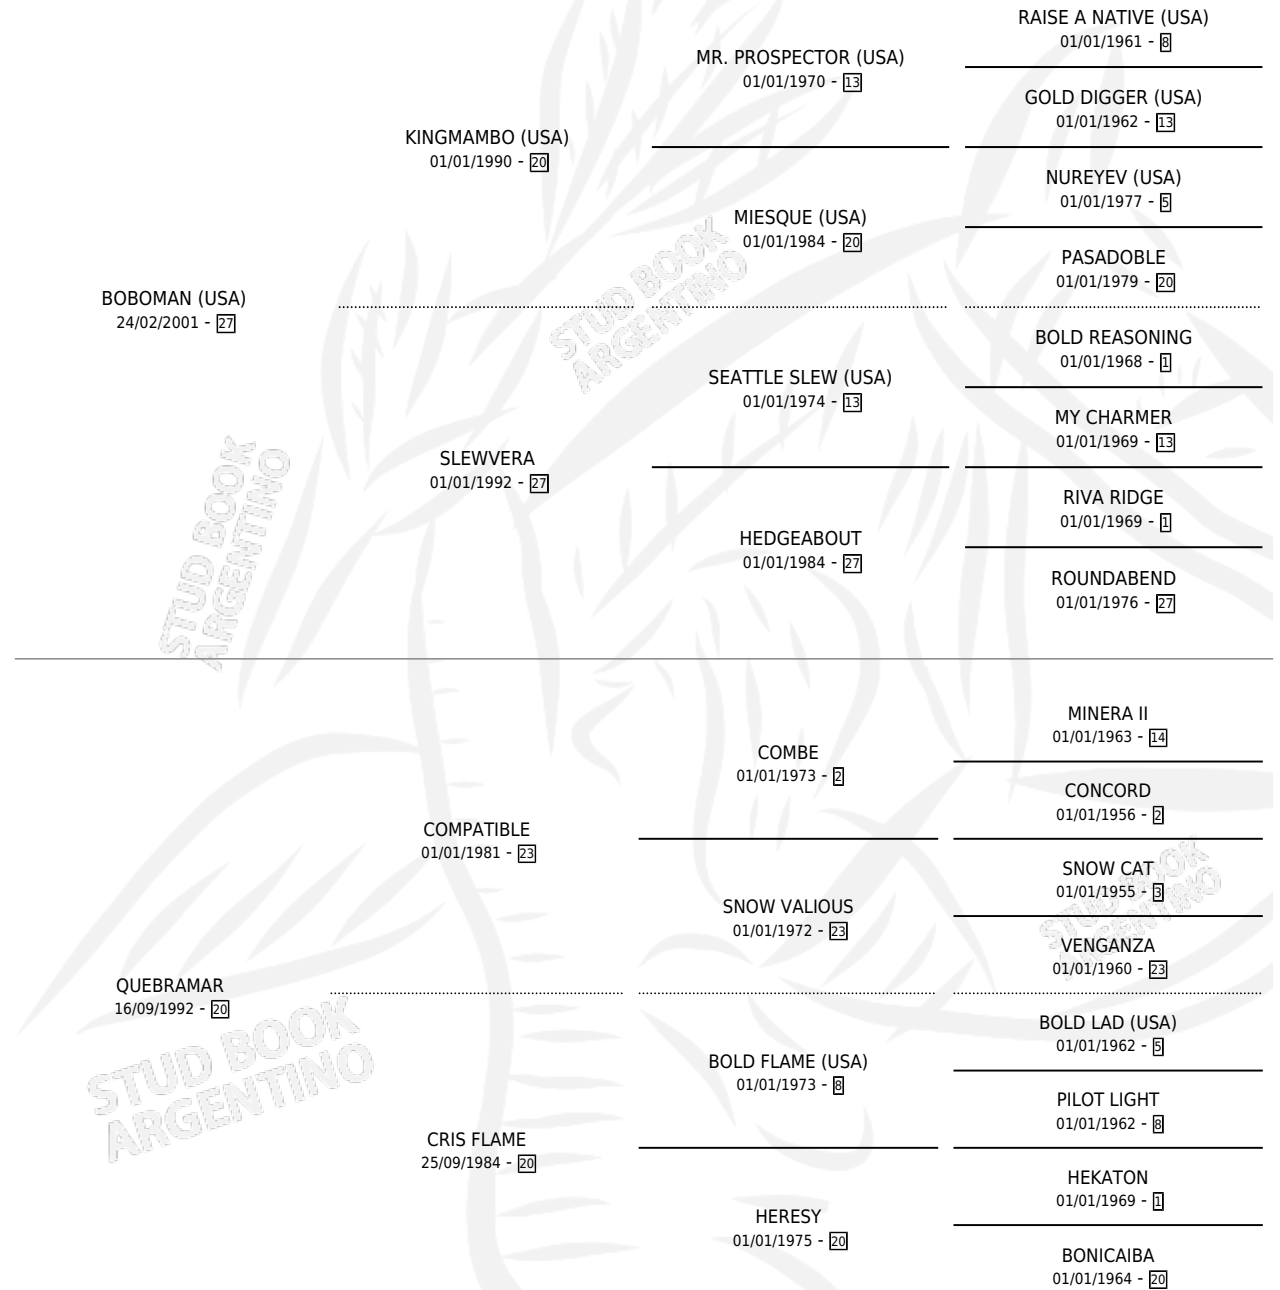 RAISE A NATIVE (USA)
01/01/1961 - 8
MR. PROSPECTOR (USA)
01/01/1970 - 13
GOLD DIGGER (USA)
01/01/1962 - 13
KINGMAMBO (USA)
01/01/1990 - 20
NUREYEV (USA)
01/01/1977 - 5
MIESQUE (USA)
01/01/1984 - 20
PASADOBLE
01/01/1979 - 20
BOBOMAN (USA)
24/02/2001 - 27
STUD BOOK
ARGENTINO
BOLD REASONING
01/01/1968 - 1
SEATTLE SLEW (USA)
01/01/1974 - 13
MY CHARMER
01/01/1969 - 13
SLEWVERA
01/01/1992 - 27
RIVA RIDGE
01/01/1969 - 1
HEDGEABOUT
01/01/1984 - 27
ROUNDABEND
01/01/1976 - 27
STUD BOOK
ARGENTINO
MINERA II
01/01/1963 - 14
COMBE
01/01/1973 - 2
CONCORD
01/01/1956 - 2
COMPATIBLE
01/01/1981 - 23
SNOW CAT
01/01/1955 - 3
SNOW VALIOUS
01/01/1972 - 23
VENGANZA
01/01/1960 - 23
STUD BOOK
ARGENTINO
QUEBRAMAR
16/09/1992 - 20
BOLD LAD (USA)
01/01/1962 - 5
BOLD FLAME (USA)
01/01/1973 - 8
PILOT LIGHT
01/01/1962 - 8
STUD BOOK
ARGENTINO
CRIS FLAME
25/09/1984 - 20
HEKATON
01/01/1969 - 1
HERESY
01/01/1975 - 20
BONICAIBA
01/01/1964 - 20